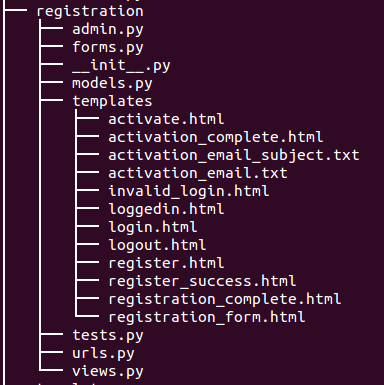 registration
admin.py
forms.py
__init__.py
models.py
templates
activate.html
activation_complete.html
activation_email_subject.txt
activation_email.txt
invalid_login.html
loggedin.html
login.html
logout.html
register.html
register_success.html
registration_complete.html
registration_form.html
tests.py
urls.py
views.py